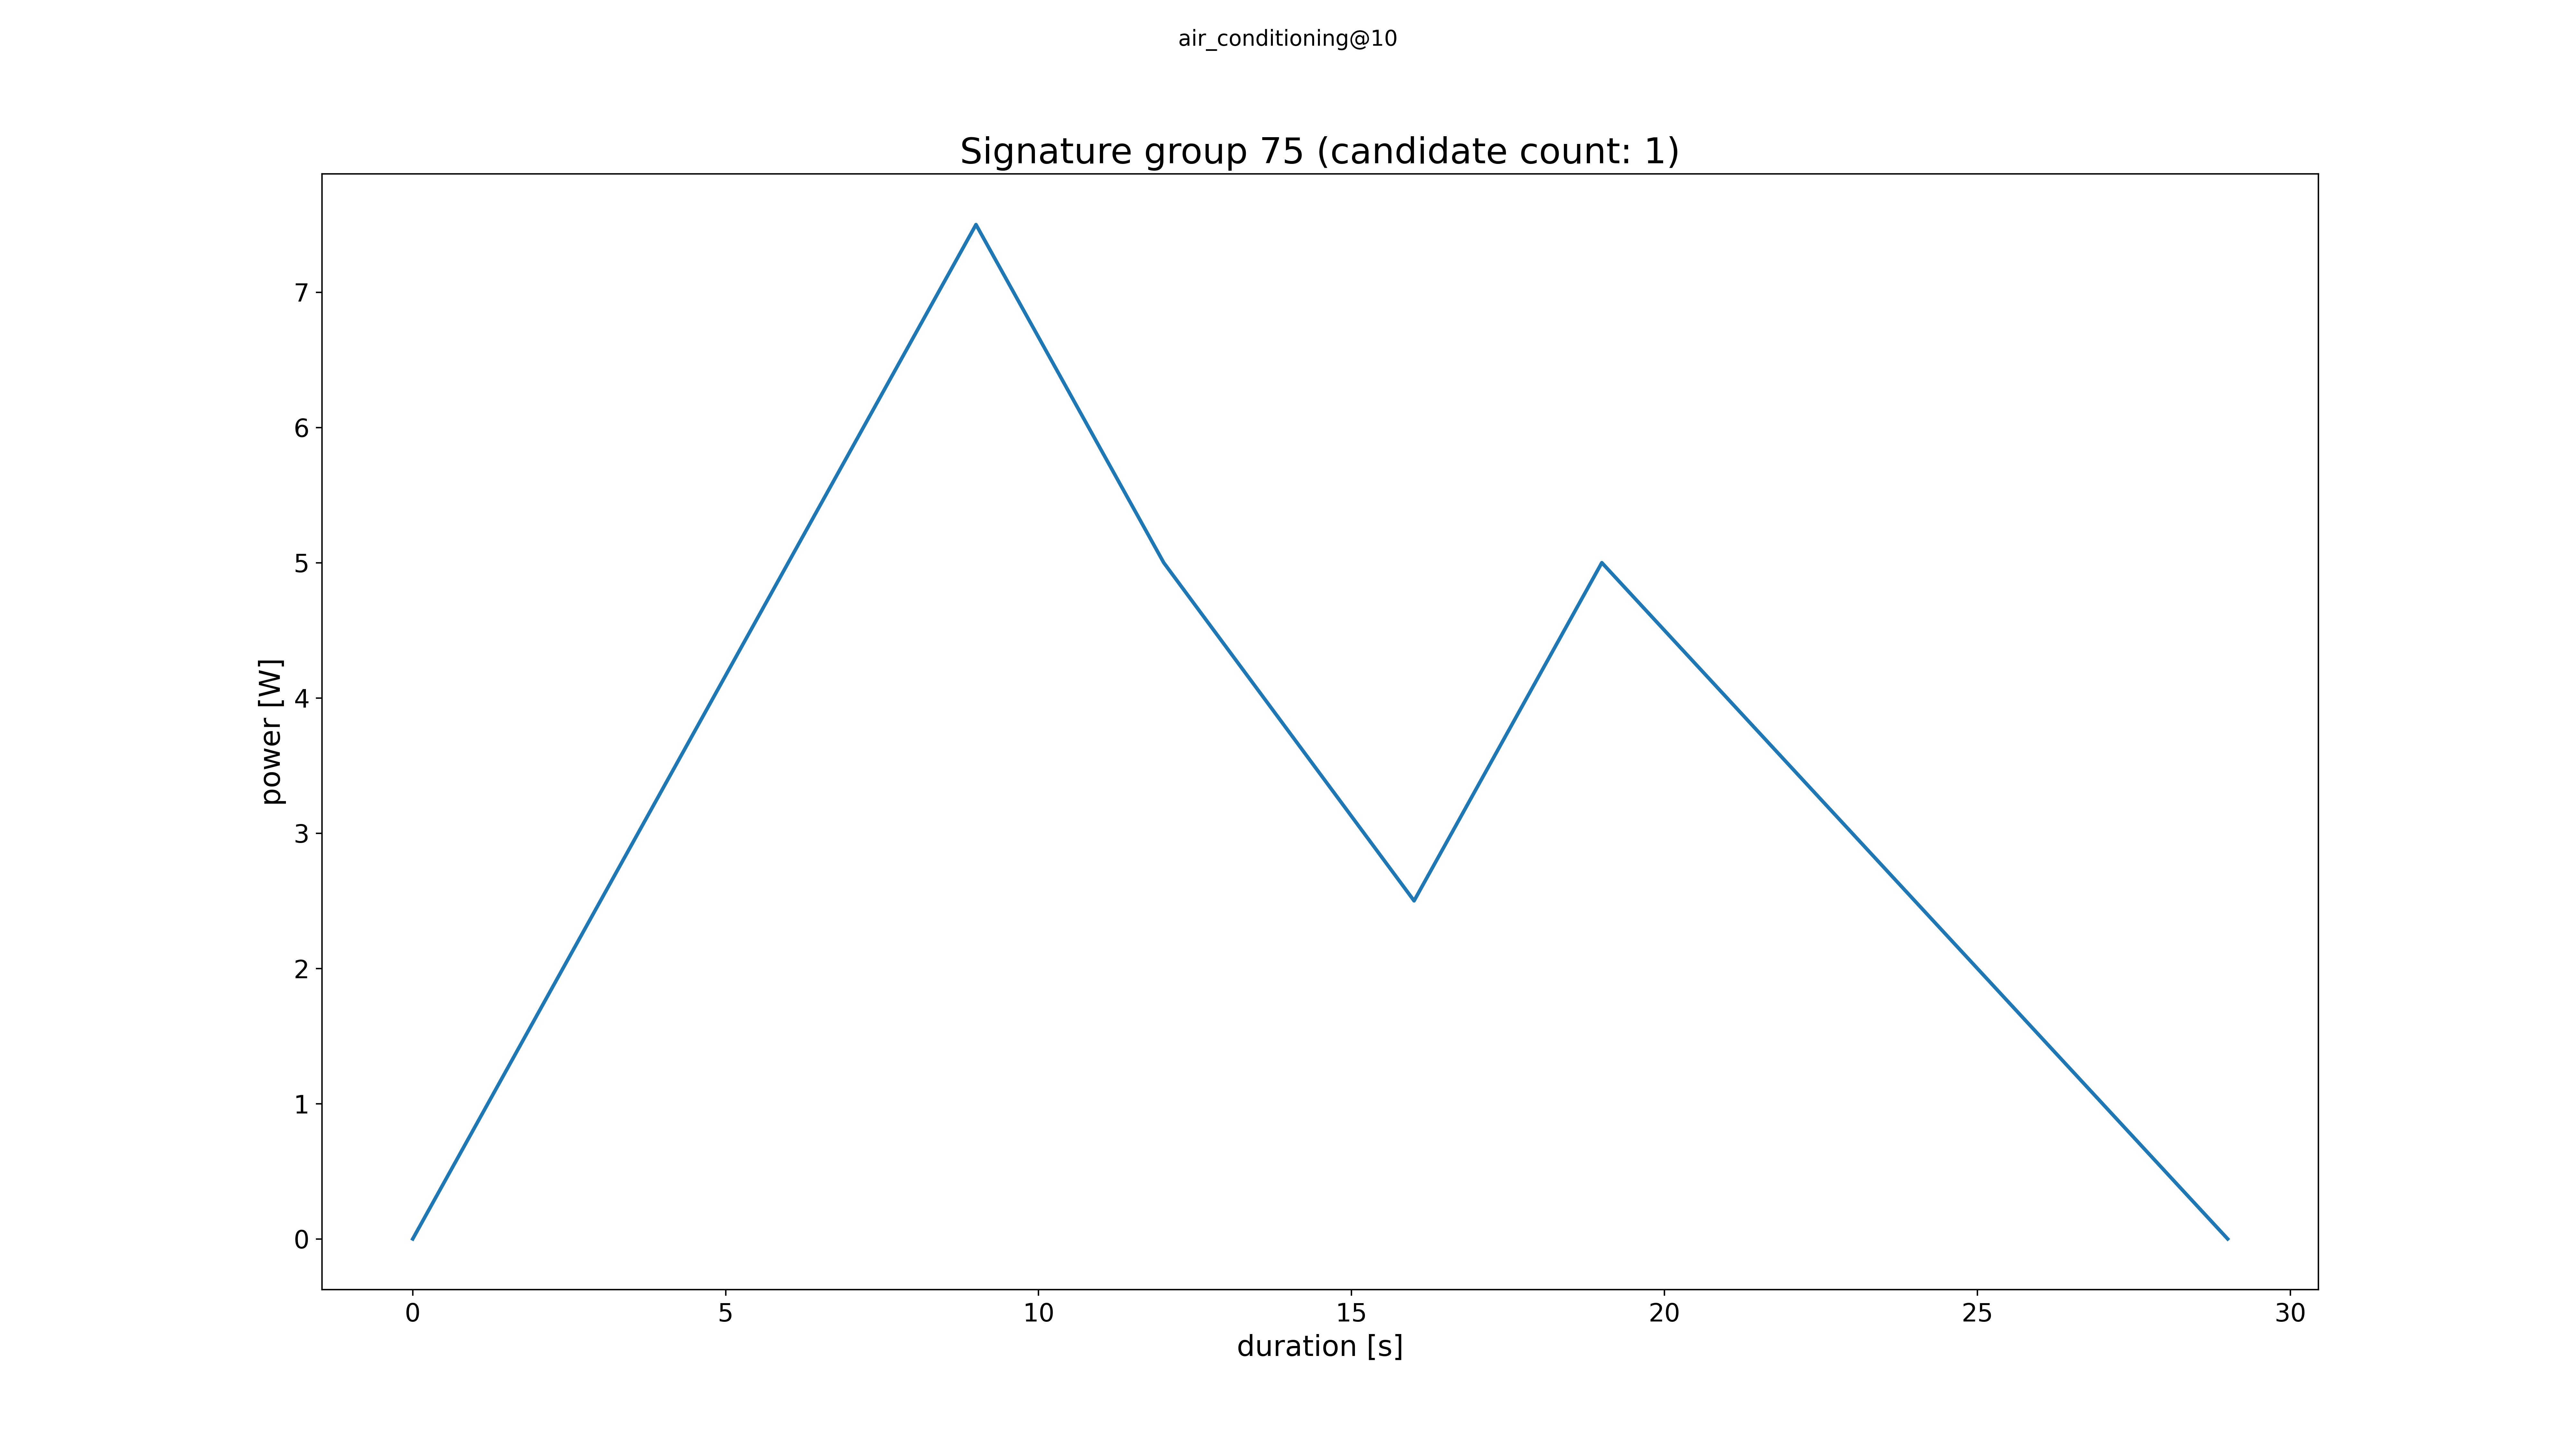 air_conditioning@10
Signature group 75 (candidate count: 1)
7
6
5
4
3
2
1
0
power [W]
0 5 10 15 20 25 30
duration [s]